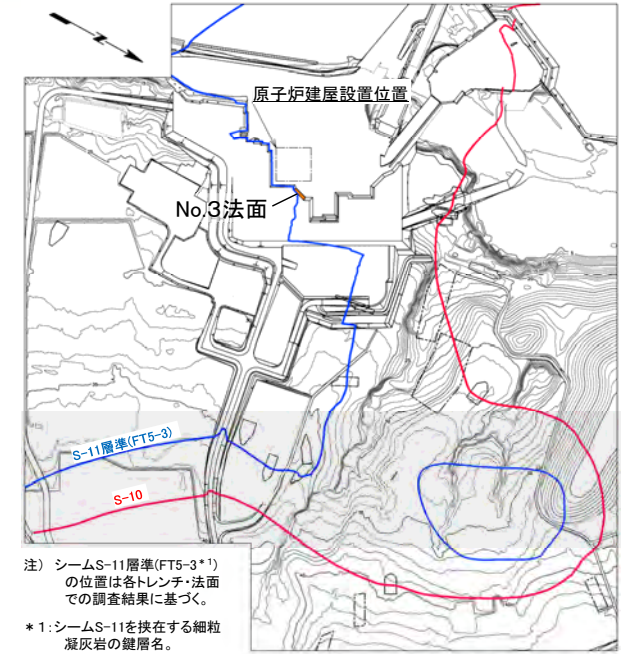 N
原子炉建屋設置位置
No.3法面
S-11層準(FT5-3)
S-10
注） シームS-11層準(FT5-3*¹)
の位置は各トレンチ・法面
での調査結果に基づく。
＊1：シームS-11を挟在する細粒
凝灰岩の鍵層名。